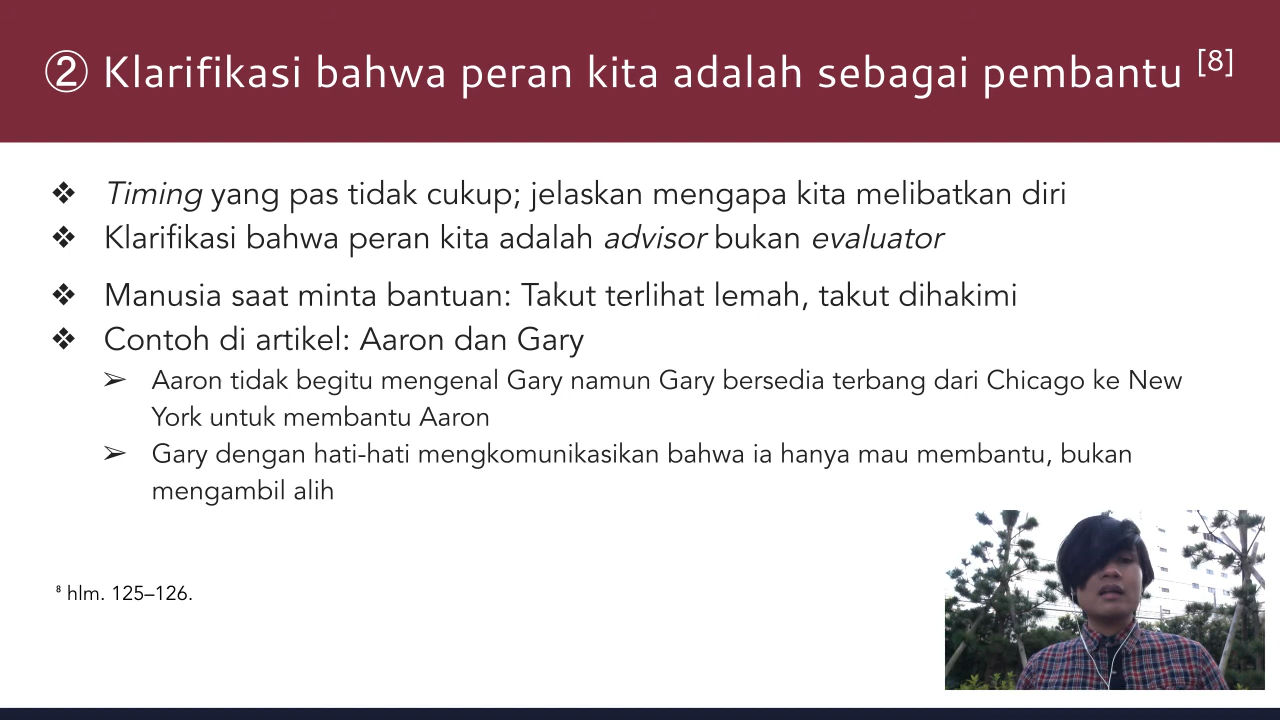 ② Klarifikasi bahwa peran kita adalah sebagai pembantu [8]
❖ Timing yang pas tidak cukup; jelaskan mengapa kita melibatkan diri
❖ Klarifikasi bahwa peran kita adalah advisor bukan evaluator
❖ Manusia saat minta bantuan: Takut terlihat lemah, takut dihakimi
❖ Contoh di artikel: Aaron dan Gary
➢ Aaron tidak begitu mengenal Gary namun Gary bersedia terbang dari Chicago ke New
York untuk membantu Aaron
➢ Gary dengan hati-hati mengkomunikasikan bahwa ia hanya mau membantu, bukan
mengambil alih
⁸ hlm. 125–126.